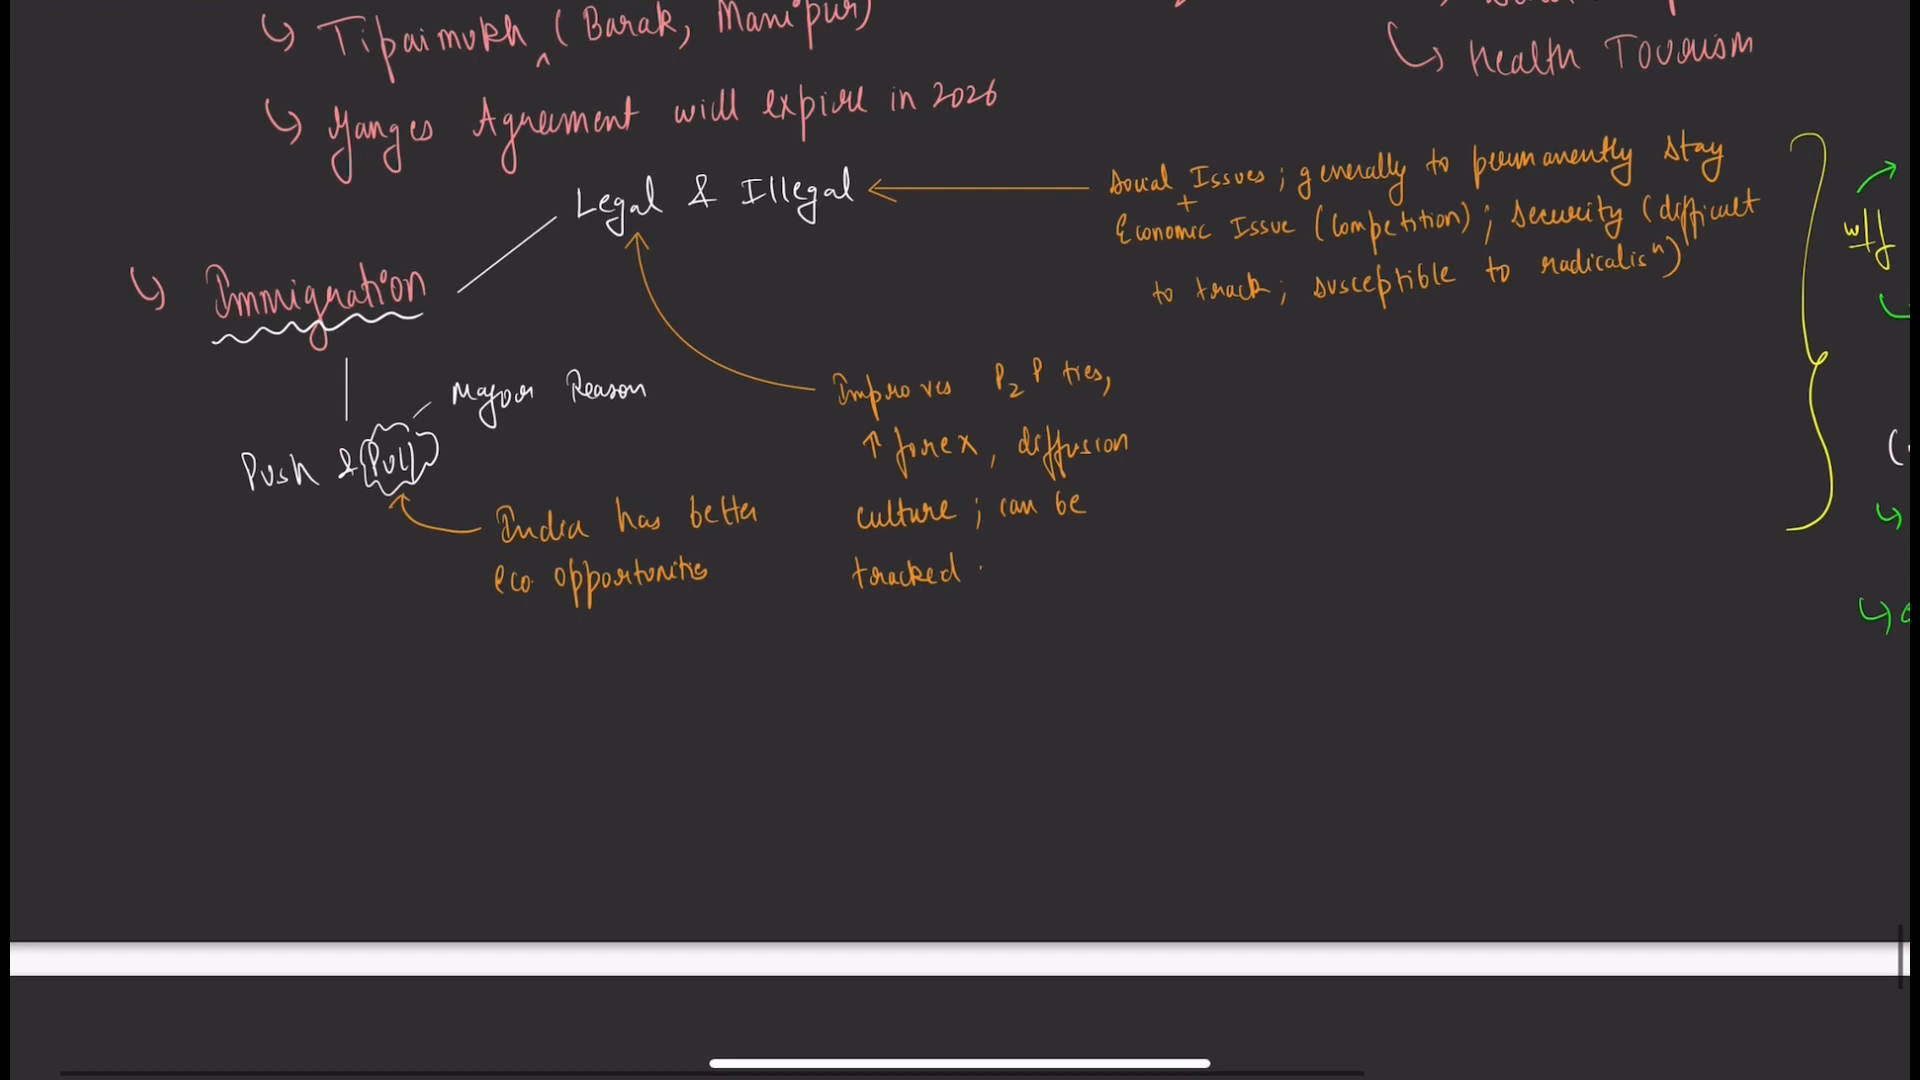 ↳ Tipaimukh (Barak, Manipur)
↳ Health Tourism
↳ Ganges Agreement will expire in 2026
Legal & Illegal
Social Issues; generally to permanently stay
+
Economic Issue (Competition); Security (difficult
to track; susceptible to radicalisⁿ)
↳ Immigration
Major Reason
Push & Pull
India has better
eco. opportunities
Improves P2P ties,
↑ forex, diffusion
culture; can be
tracked.